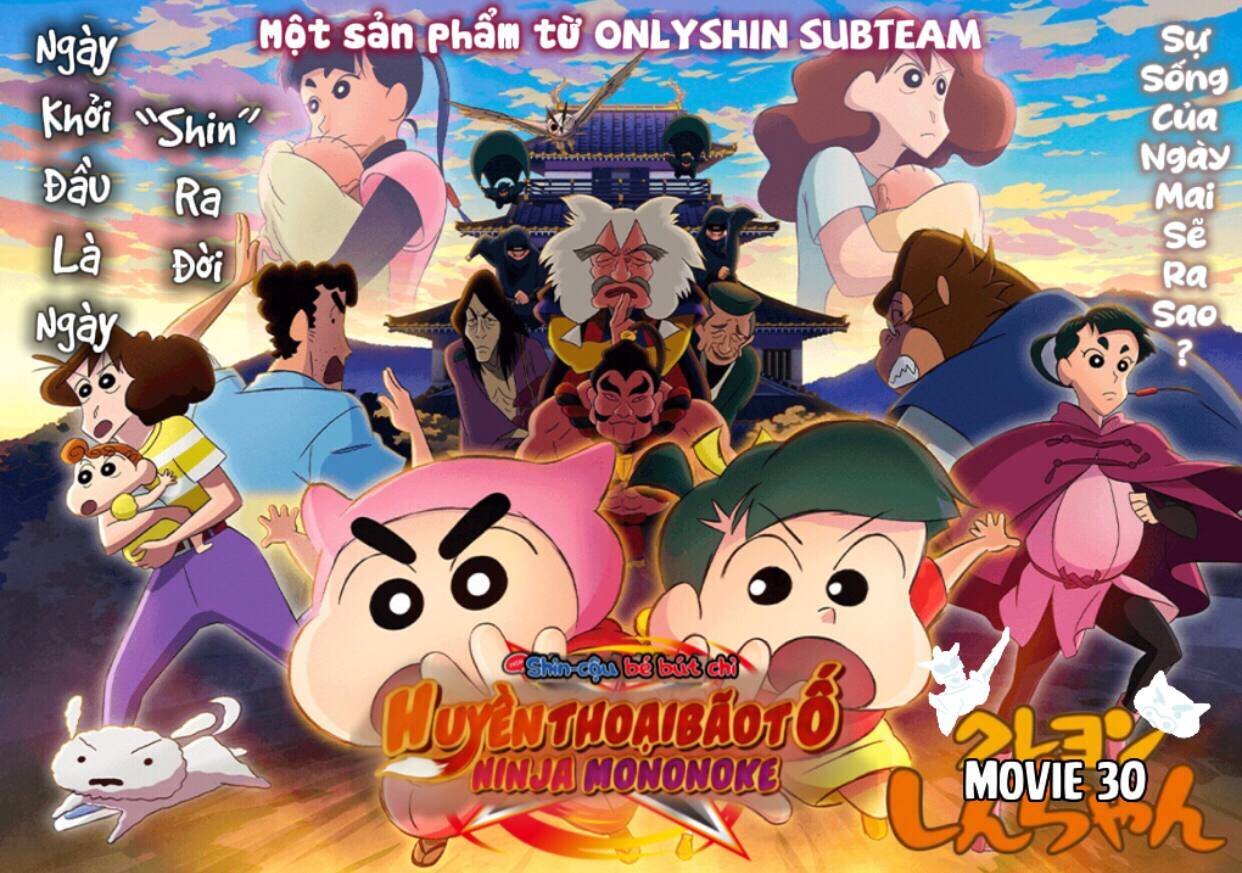 Một sản phẩm từ ONLYSHIN SUBTEAM
Ngày
Khởi
Đầu
Là
Ngày
"Shin"
Ra
Đời
Sự
Sống
Của
Ngày
Mai
Sẽ
Ra
Sao
?
Shin-cậu bé bút chì
HUYỀN THOẠI BÃO TỐ
NINJA MONONOKE
クレヨン
MOVIE 30
しんちゃん